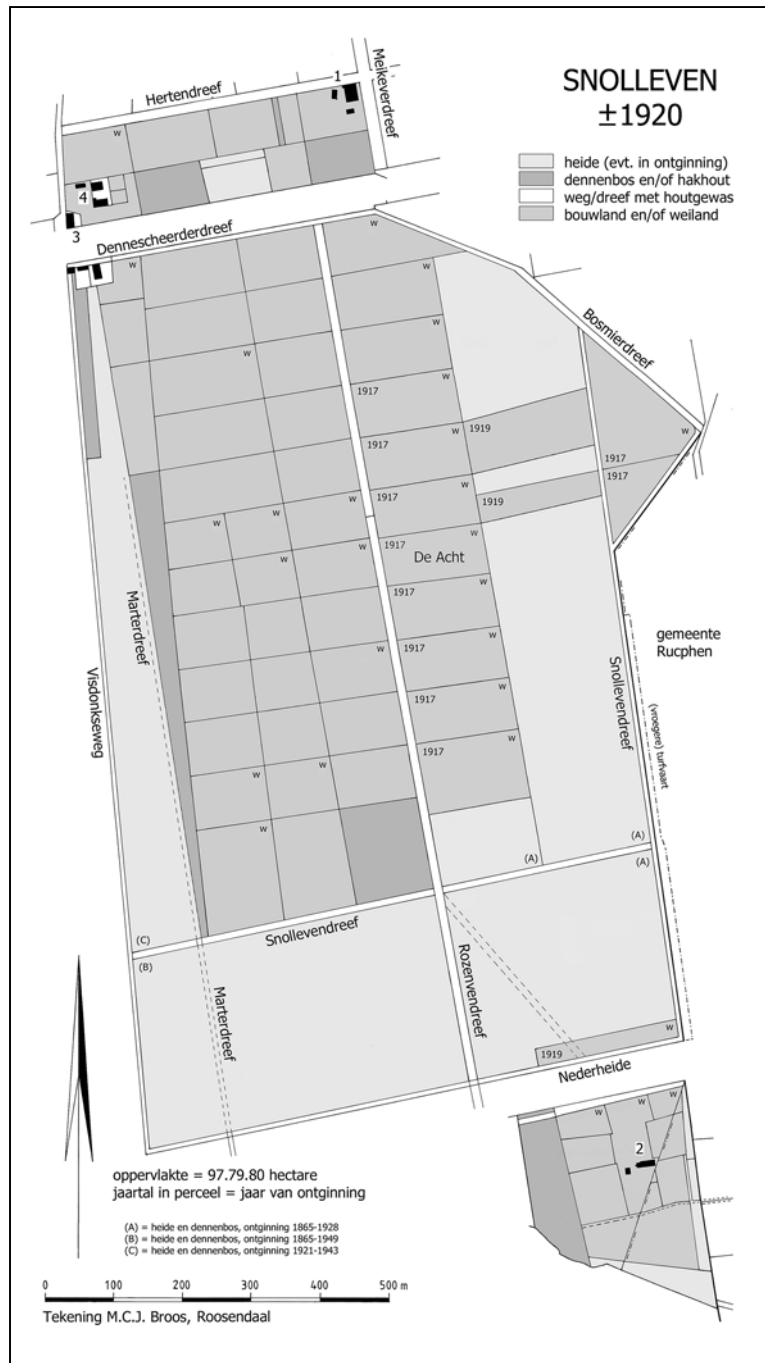 SNOLLEVEN
±1920
heide (evt. in ontginning)
dennenbos en/of hakhout
weg/dreef met houtgewas
bouwland en/of weiland
Hertendreef
1
Meikeverdreef
w
4
3
Dennescheerderdreef
w
w
w
Bosmierdreef
w
w
w
1917
w
1919
w
1917
1917
1917
w
w
w
1917
w
1919
w
w
1917
w
De Acht
1917
w
w
1917
w
1917
w
1917
w
w
w
w
Marterdreef
Visdonkseweg
Snollevendreef
gemeente
Rucphen
(vroegere) turfvaart
(A)
(A)
(A)
(C)
(B)
Snollevendreef
Marterdreef
Rozenvendreef
w
1919
Nederheide
w
w
w
2
oppervlakte = 97.79.80 hectare
jaartal in perceel = jaar van ontginning
(A) = heide en dennenbos, ontginning 1865-1928
(B) = heide en dennenbos, ontginning 1865-1949
(C) = heide en dennenbos, ontginning 1921-1943
0 100 200 300 400 500 m
Tekening M.C.J. Broos, Roosendaal